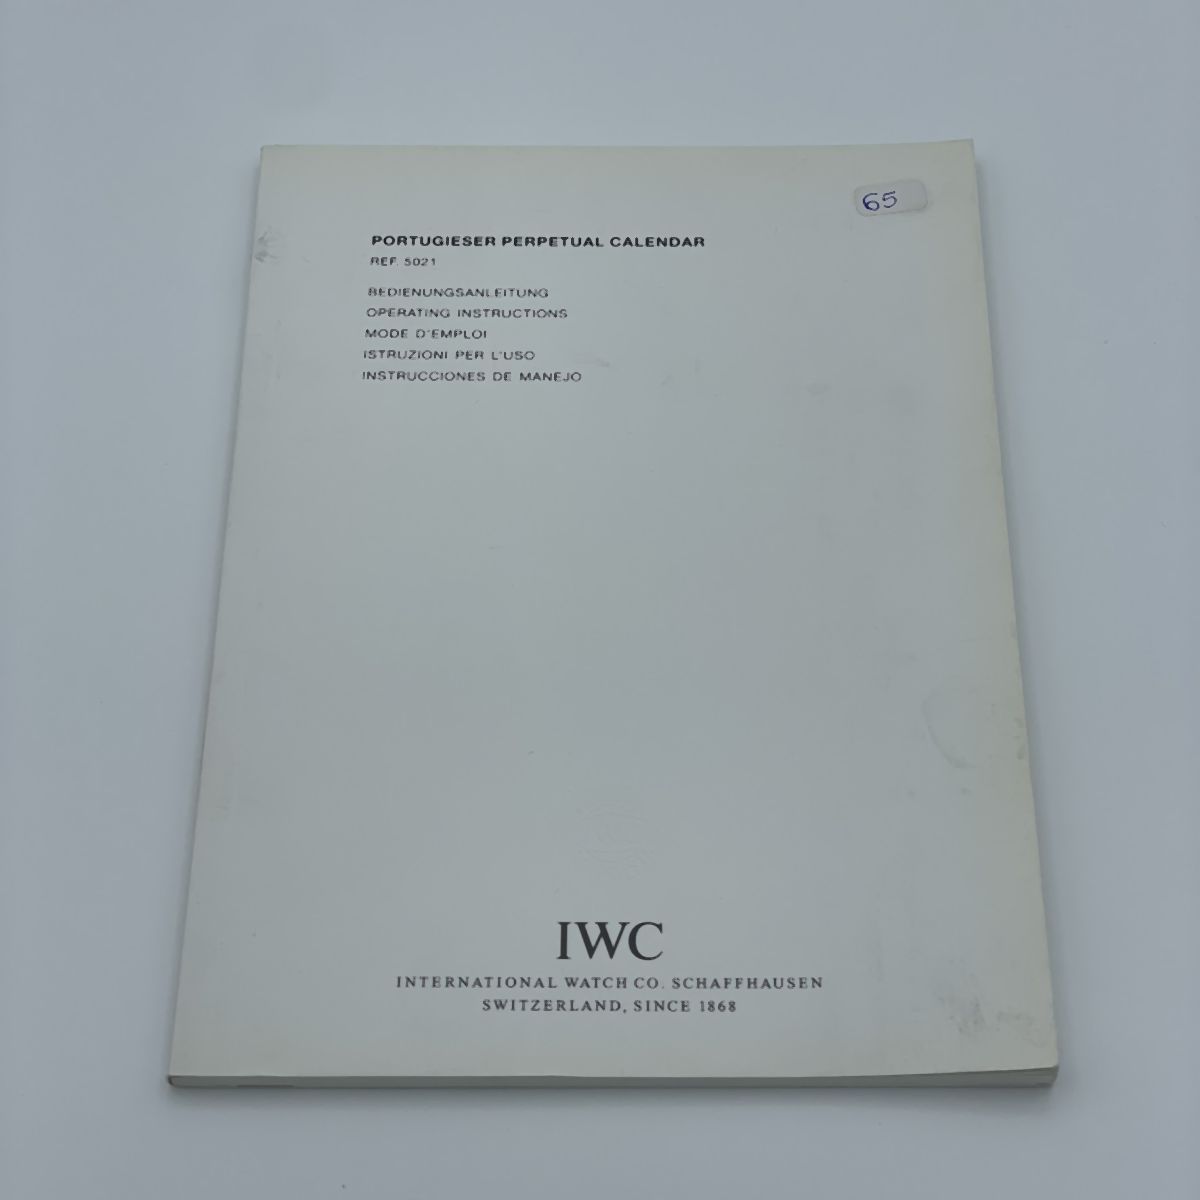 65
PORTUGIESER PERPETUAL CALENDAR
REF. 5021
BEDIENUNGSANLEITUNG
OPERATING INSTRUCTIONS
MODE D'EMPLOI
ISTRUZIONI PER L'USO
INSTRUCCIONES DE MANEJO
IWC
INTERNATIONAL WATCH CO. SCHAFFHAUSEN
SWITZERLAND, SINCE 1868